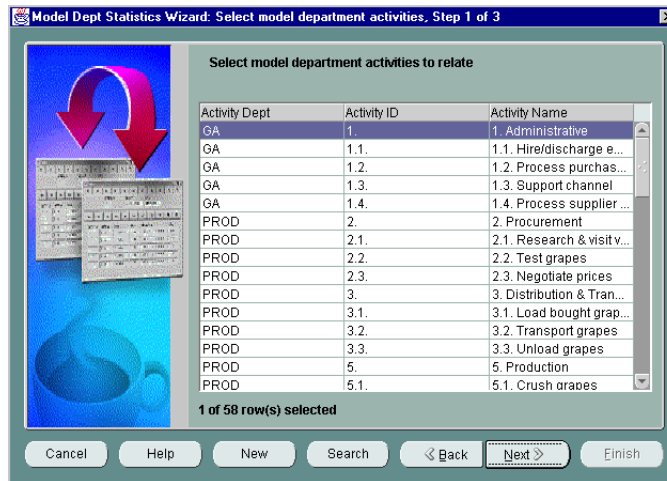 Model Dept Statistics Wizard: Select model department activities, Step 1 of 3
Select model department activities to relate
Activity Dept Activity ID Activity Name
GA 1. 1. Administrative
GA 1.1. 1.1. Hire/discharge e...
GA 1.2. 1.2. Process purchas...
GA 1.3. 1.3. Support channel
GA 1.4. 1.4. Process supplier ...
PROD 2. 2. Procurement
PROD 2.1. 2.1. Research & visit v...
PROD 2.2. 2.2. Test grapes
PROD 2.3. 2.3. Negotiate prices
PROD 3. 3. Distribution & Tran...
PROD 3.1. 3.1. Load bought grap...
PROD 3.2. 3.2. Transport grapes
PROD 3.3. 3.3. Unload grapes
PROD 5. 5. Production
PROD 5.1. 5.1. Crush grapes
1 of 58 row(s) selected
Cancel Help New Search Back Next Finish